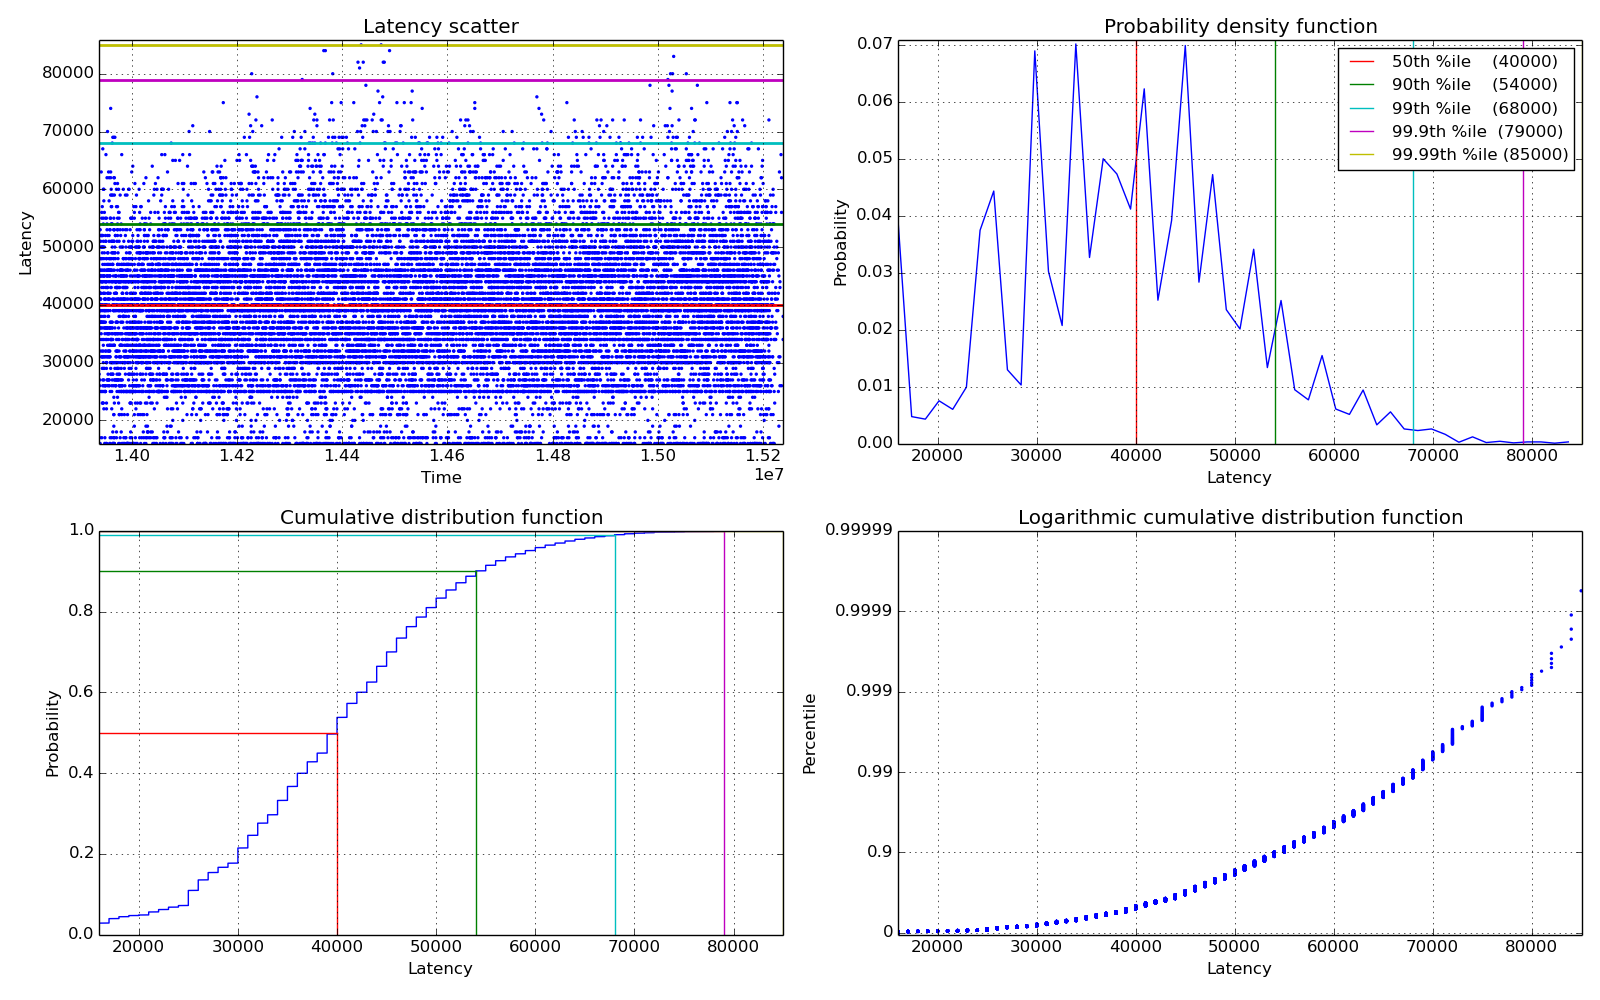 Latency scatter
80000
70000
60000
50000
40000
30000
20000
Latency
1.40 1.42 1.44 1.46 1.48 1.50 1.52
1e7
Time
Probability density function
0.07
0.06
0.05
0.04
0.03
0.02
0.01
0.00
Probability
50th %ile (40000)
90th %ile (54000)
99th %ile (68000)
99.9th %ile (79000)
99.99th %ile (85000)
20000 30000 40000 50000 60000 70000 80000
Latency
Cumulative distribution function
1.0
0.8
0.6
0.4
0.2
0.0
Probability
20000 30000 40000 50000 60000 70000 80000
Latency
Logarithmic cumulative distribution function
0.99999
0.9999
0.999
0.99
0.9
0
Percentile
20000 30000 40000 50000 60000 70000 80000
Latency